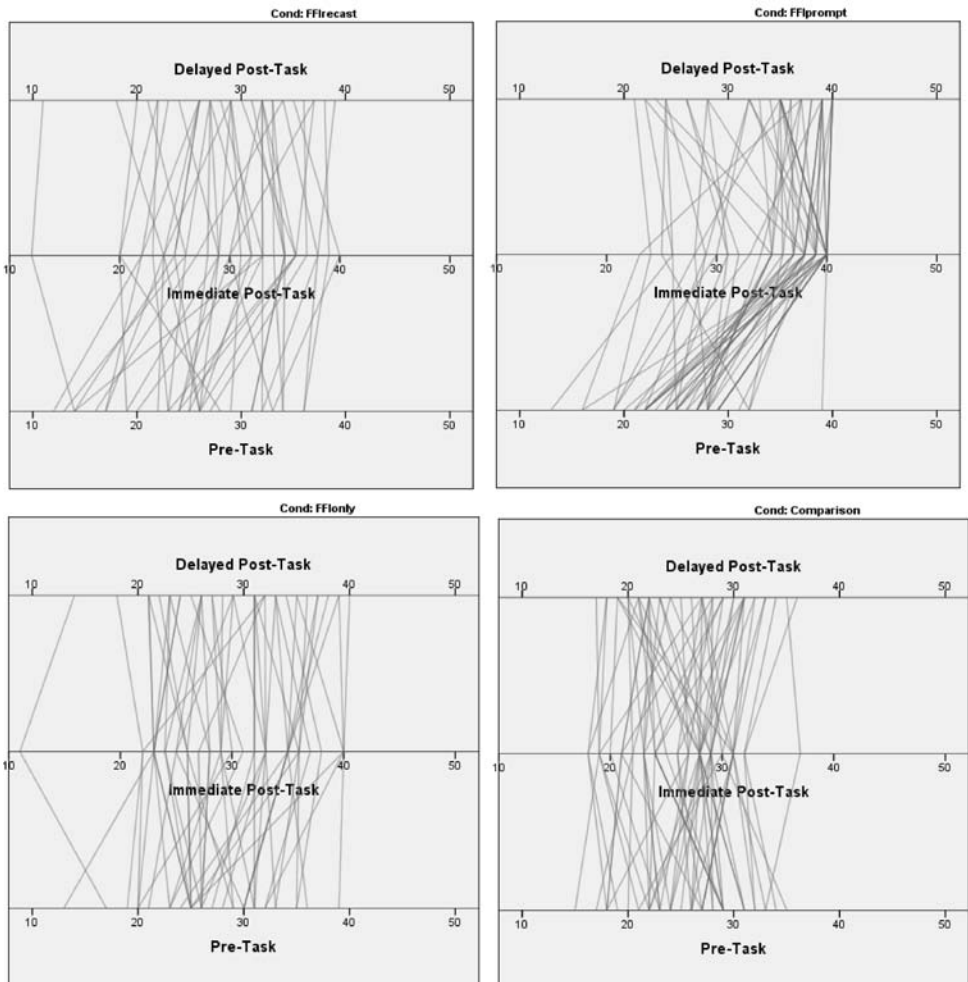 Cond: FFIrecast
Delayed Post-Task
10 20 30 40 50
10 20 30 40 50
Immediate Post-Task
10 20 30 40 50
Pre-Task
Cond: FFIprompt
Delayed Post-Task
10 20 30 40 50
10 20 30 40 50
Immediate Post-Task
10 20 30 40 50
Pre-Task
Cond: FFIonly
Delayed Post-Task
10 20 30 40 50
10 20 30 40 50
Immediate Post-Task
10 20 30 40 50
Pre-Task
Cond: Comparison
Delayed Post-Task
10 20 30 40 50
10 20 30 40 50
Immediate Post-Task
10 20 30 40 50
Pre-Task